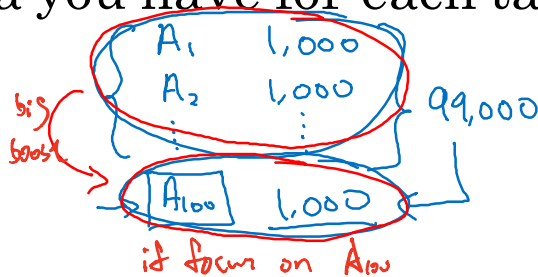 a you have for each ta
A1 1,000
A2 1,000
⋮ ⋮
99,000
big
boost
A100 1,000
if focus on A100